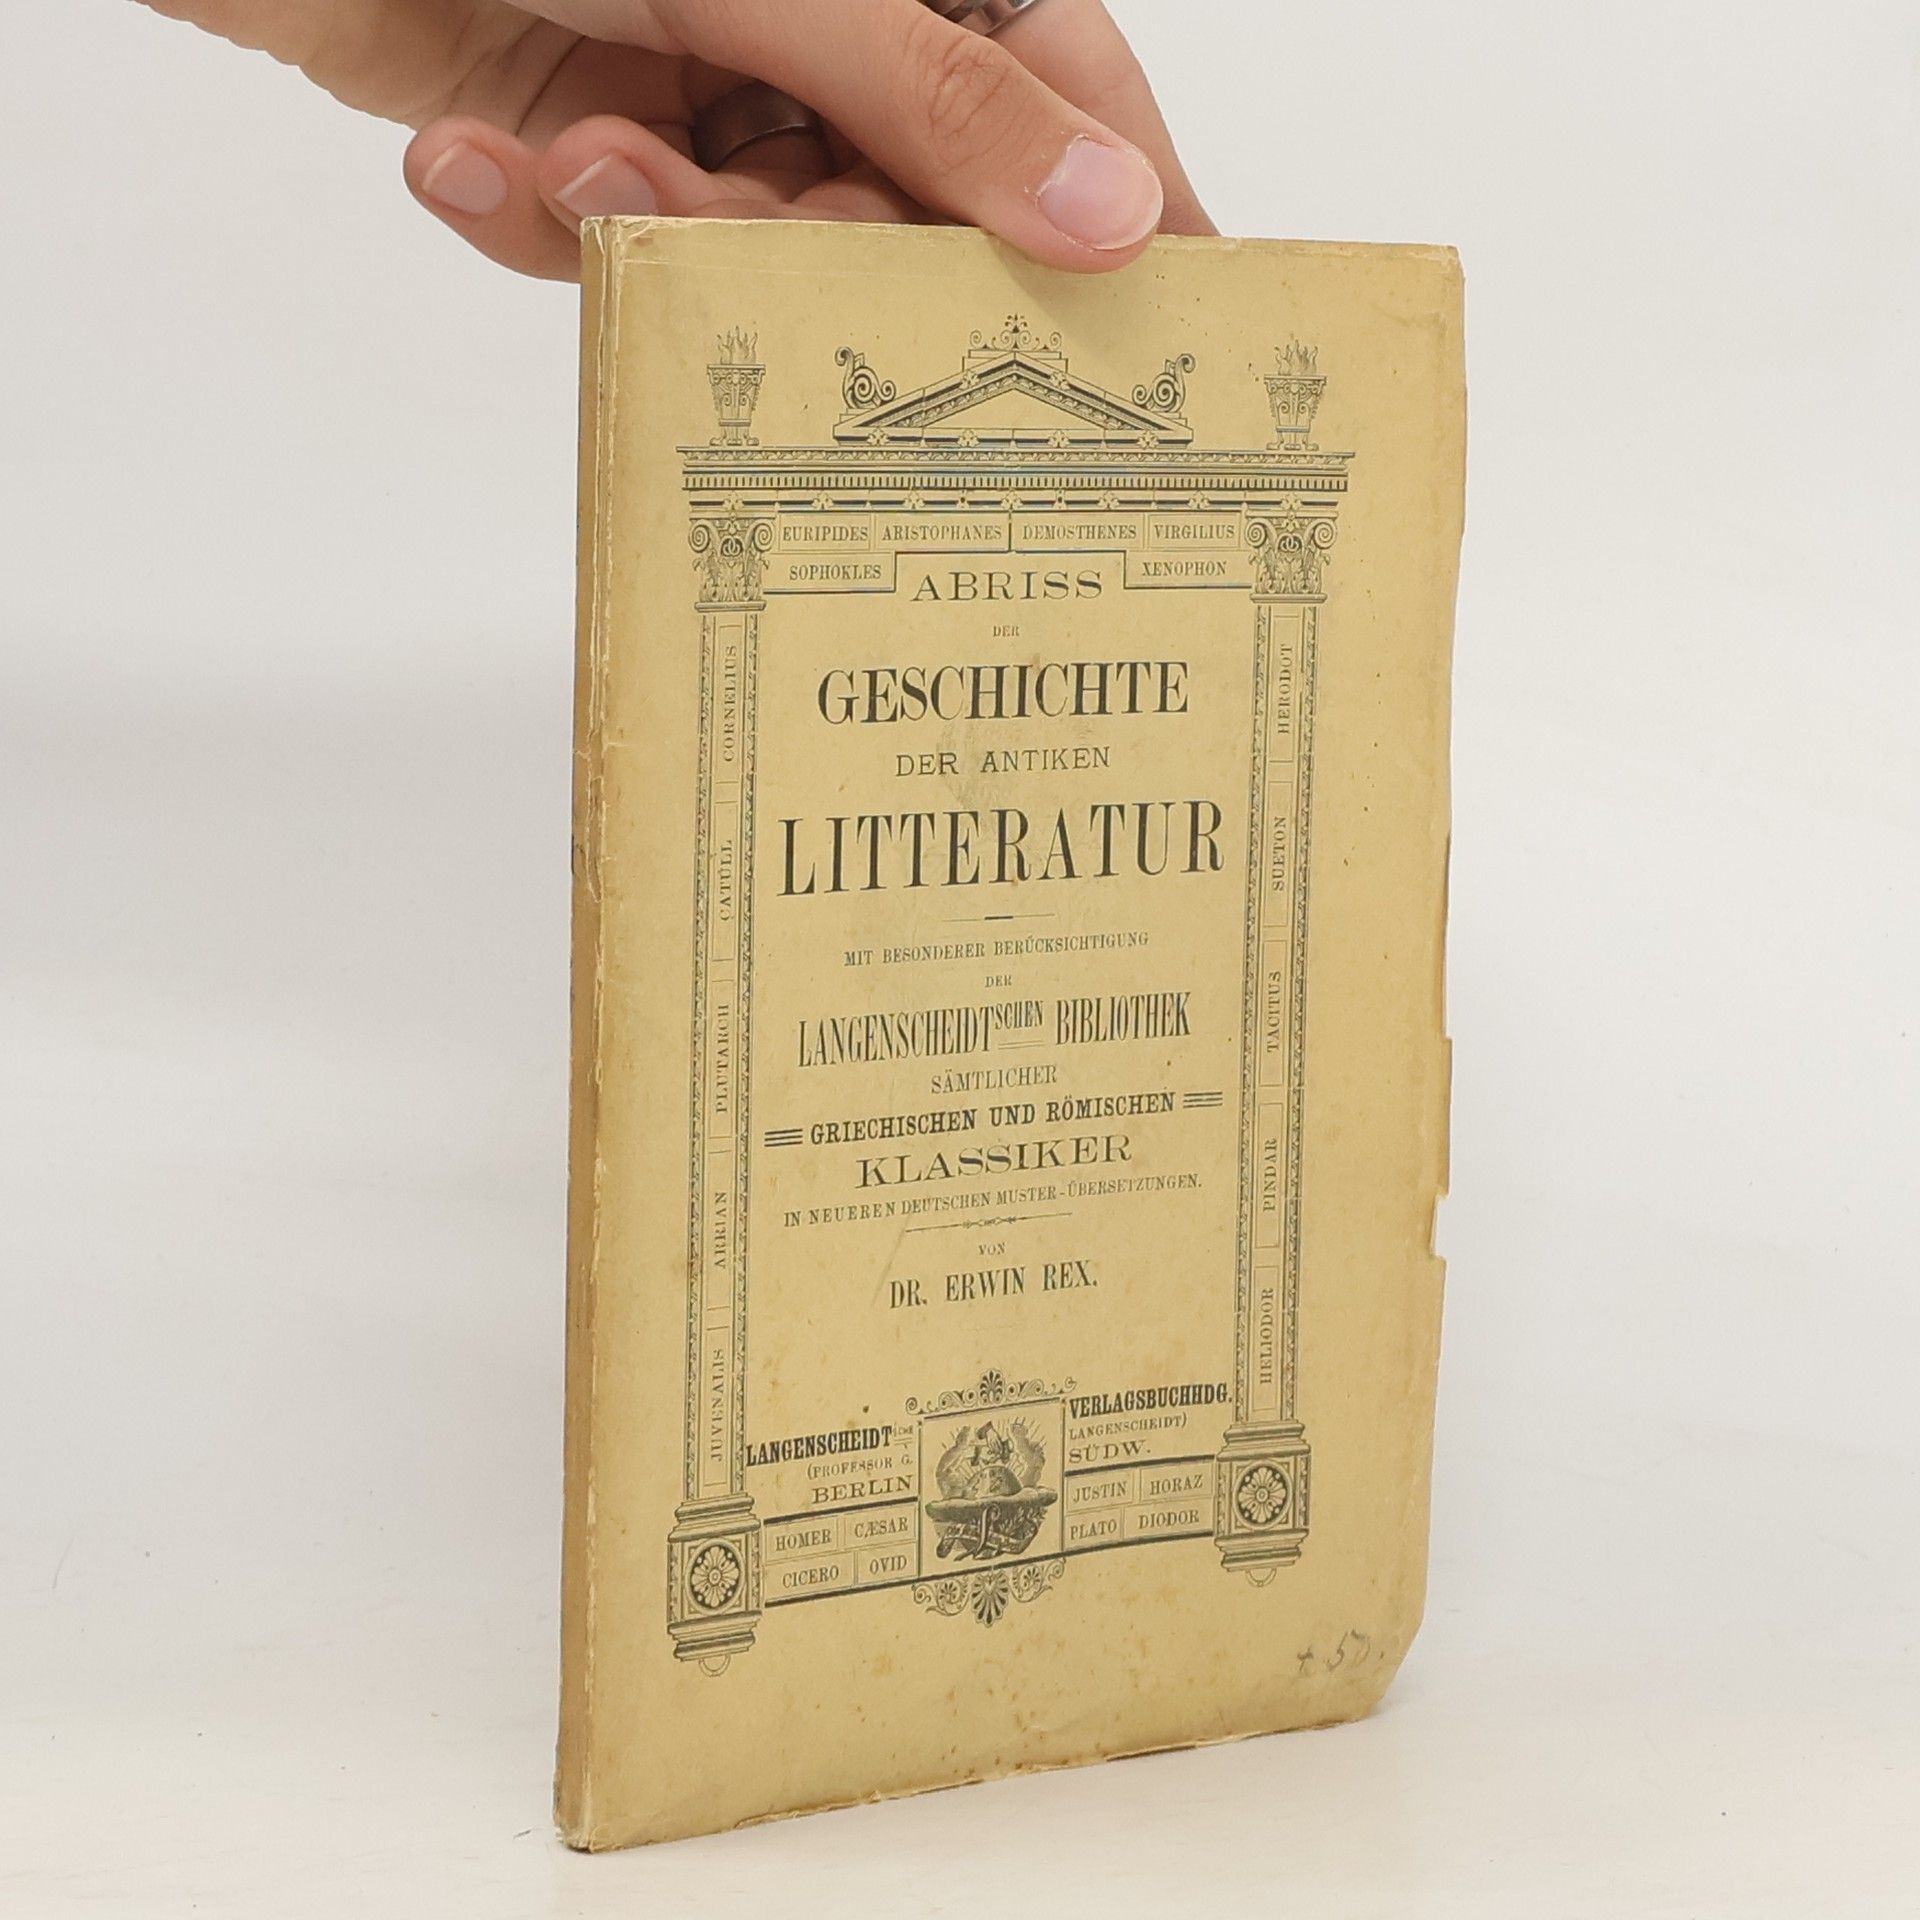 EURIPIDES ARISTOPHANES DEMOSTHENES VIRGILIUS
SOPHOKLES XENOPHON
ABRISS
DER
GESCHICHTE
DER ANTIKEN
LITTERATUR
MIT BESONDERER BERÜCKSICHTIGUNG
DER
LANGENSCHEIDTSCHEN BIBLIOTHEK
SÄMTLICHER
GRIECHISCHEN UND RÖMISCHEN
KLASSIKER
IN NEUEREN DEUTSCHEN MUSTER-ÜBERSETZUNGEN.
VON
DR. ERWIN REX.
CORNELIUS
CATULL
PLUTARCH
ARRIAN
JUVENALIS
HERODOT
SUETON
TACITUS
PINDAR
HELIODOR
LANGENSCHEIDTSCHE VERLAGSBUCHHDG.
(PROFESSOR G. LANGENSCHEIDT)
BERLIN SÜDW.
HOMER CÆSAR JUSTIN HORAZ
CICERO OVID PLATO DIODOR
L